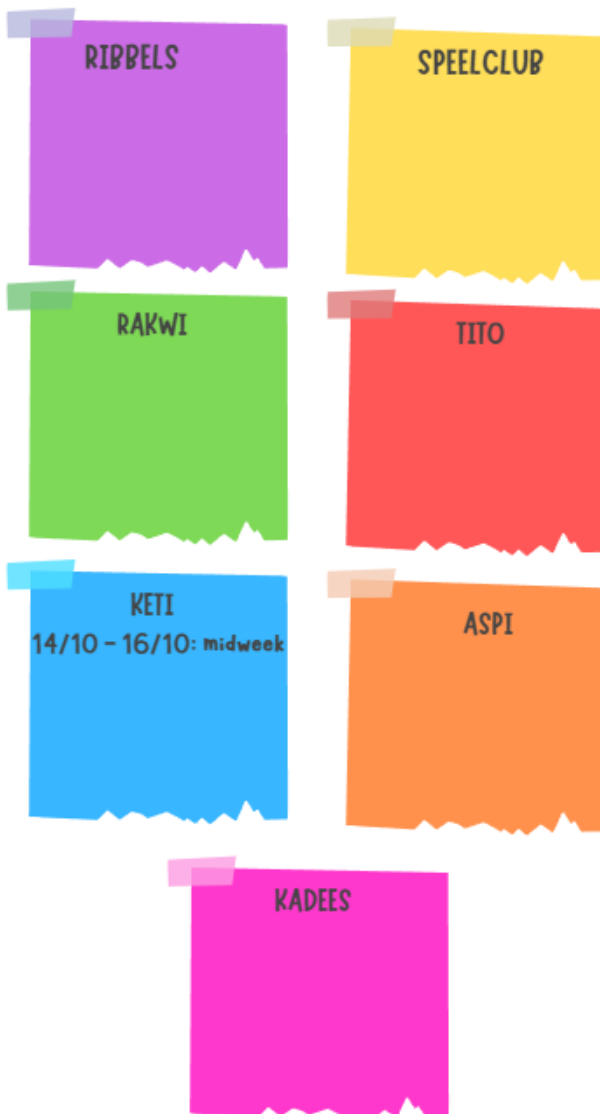 RIBBELS
SPEELCLUB
RAKWI
TITO
KETI
14/10 - 16/10: midweek
ASPI
KADEES